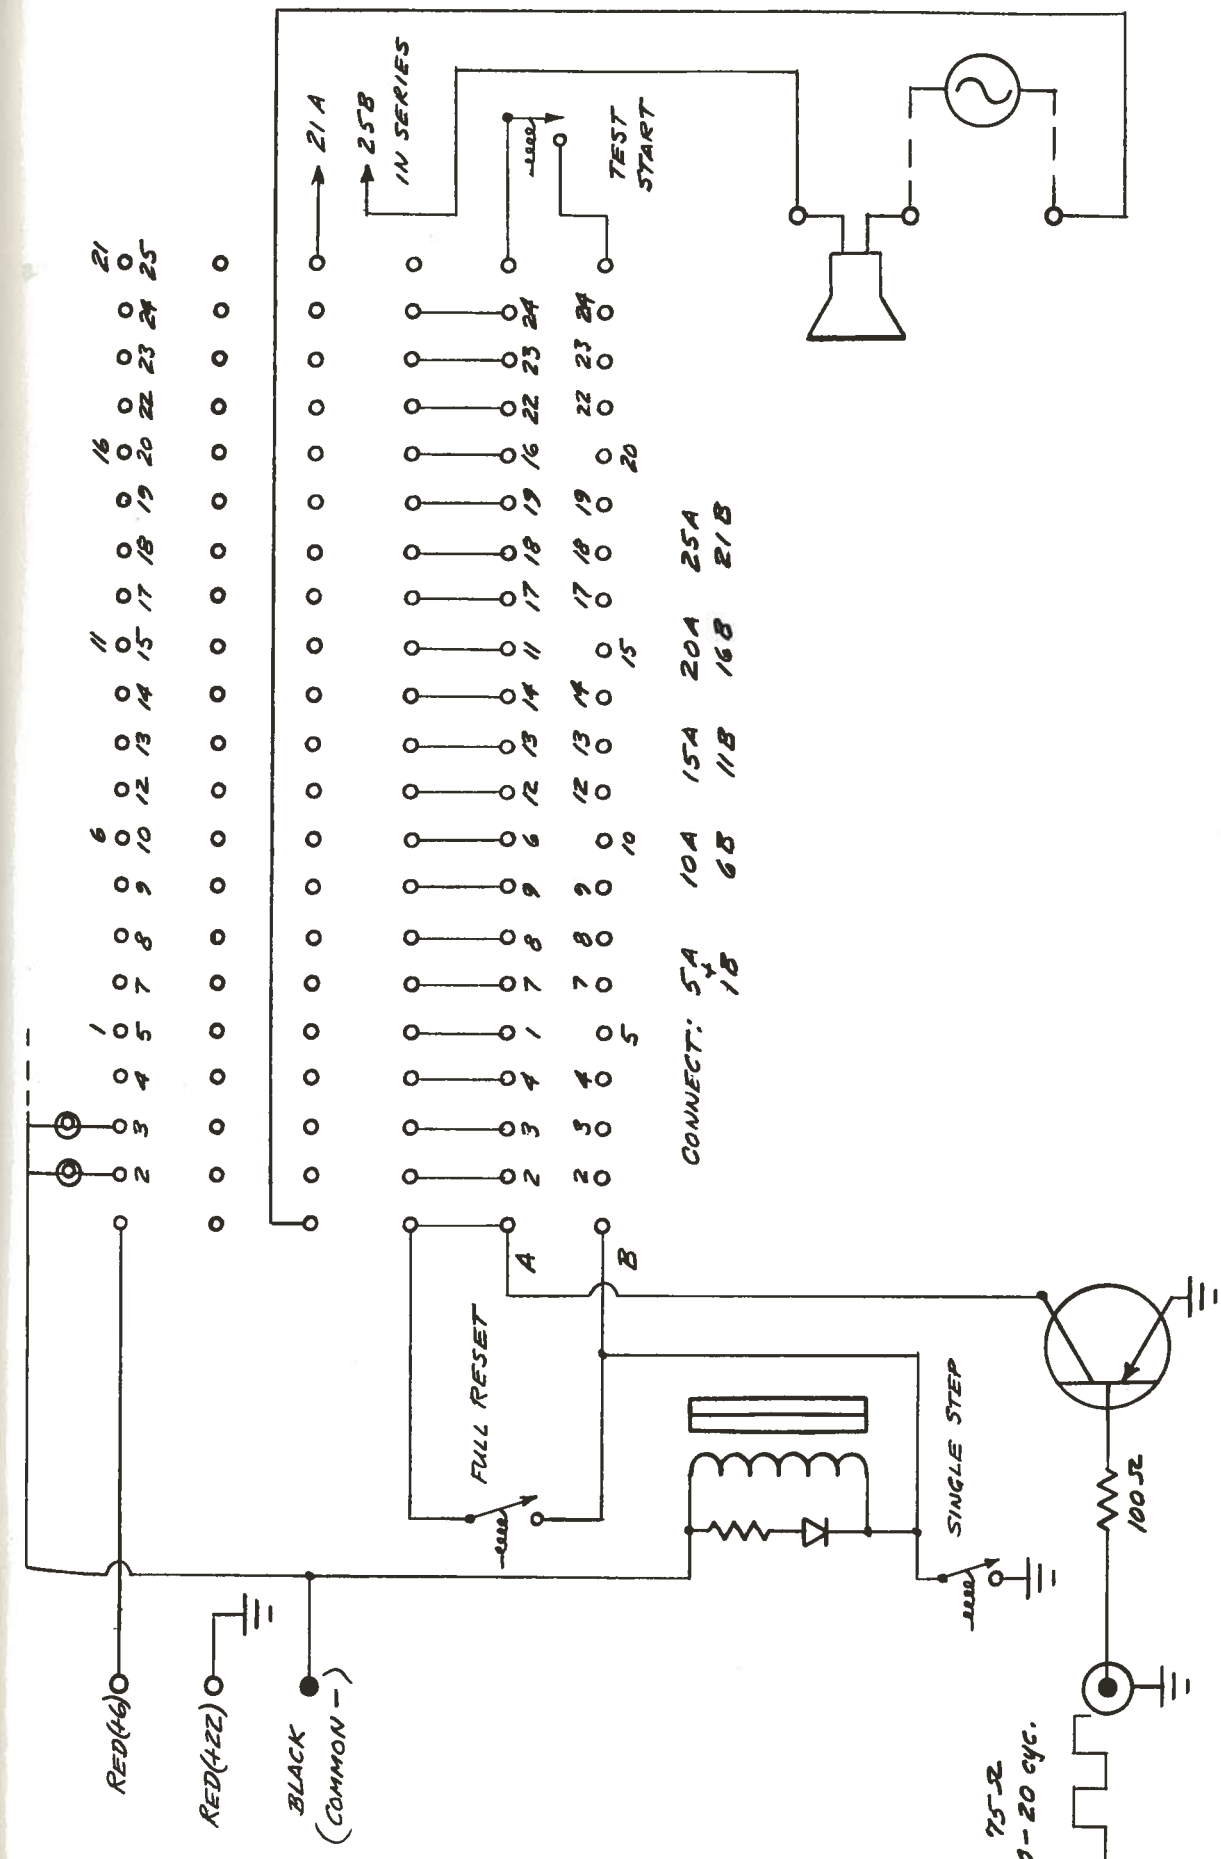 1 6 11 16 21
RED(+6)
2 3 4 5 7 8 9 10 12 13 14 15 17 18 19 20 22 23 24 25
RED(+22)
BLACK
(COMMON -)
21A
25B
IN SERIES
FULL RESET
A
2 3 4 1 7 8 9 6 12 13 14 11 17 18 19 16 22 23 24
2 3 4 7 8 9 12 13 14 17 18 19 22 23 24
B
5 10 15 20
TEST
START
CONNECT: 5A 10A 15A 20A 25A
+
1B 6B 11B 16B 21B
SINGLE STEP
75Ω
-20 cyc.
100Ω